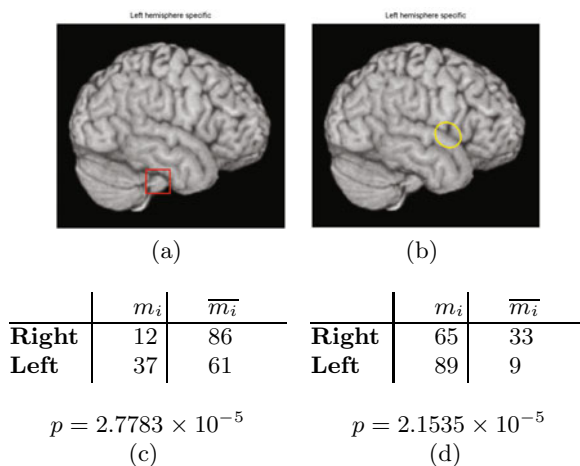 Left hemisphere specific
Left hemisphere specific
(a)
(b)
m_i \overline{m_i}
Right 12 86
Left 37 61
p = 2.7783 × 10^{-5}
(c)
m_i \overline{m_i}
Right 65 33
Left 89 9
p = 2.1535 × 10^{-5}
(d)